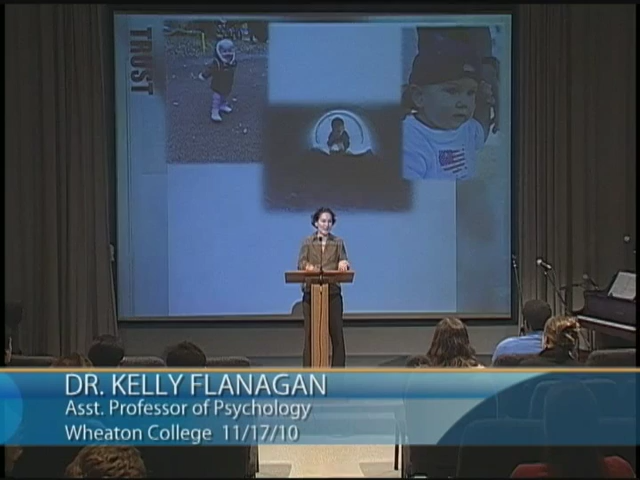 TRUST
DR. KELLY FLANAGAN
Asst. Professor of Psychology
Wheaton College 11/17/10